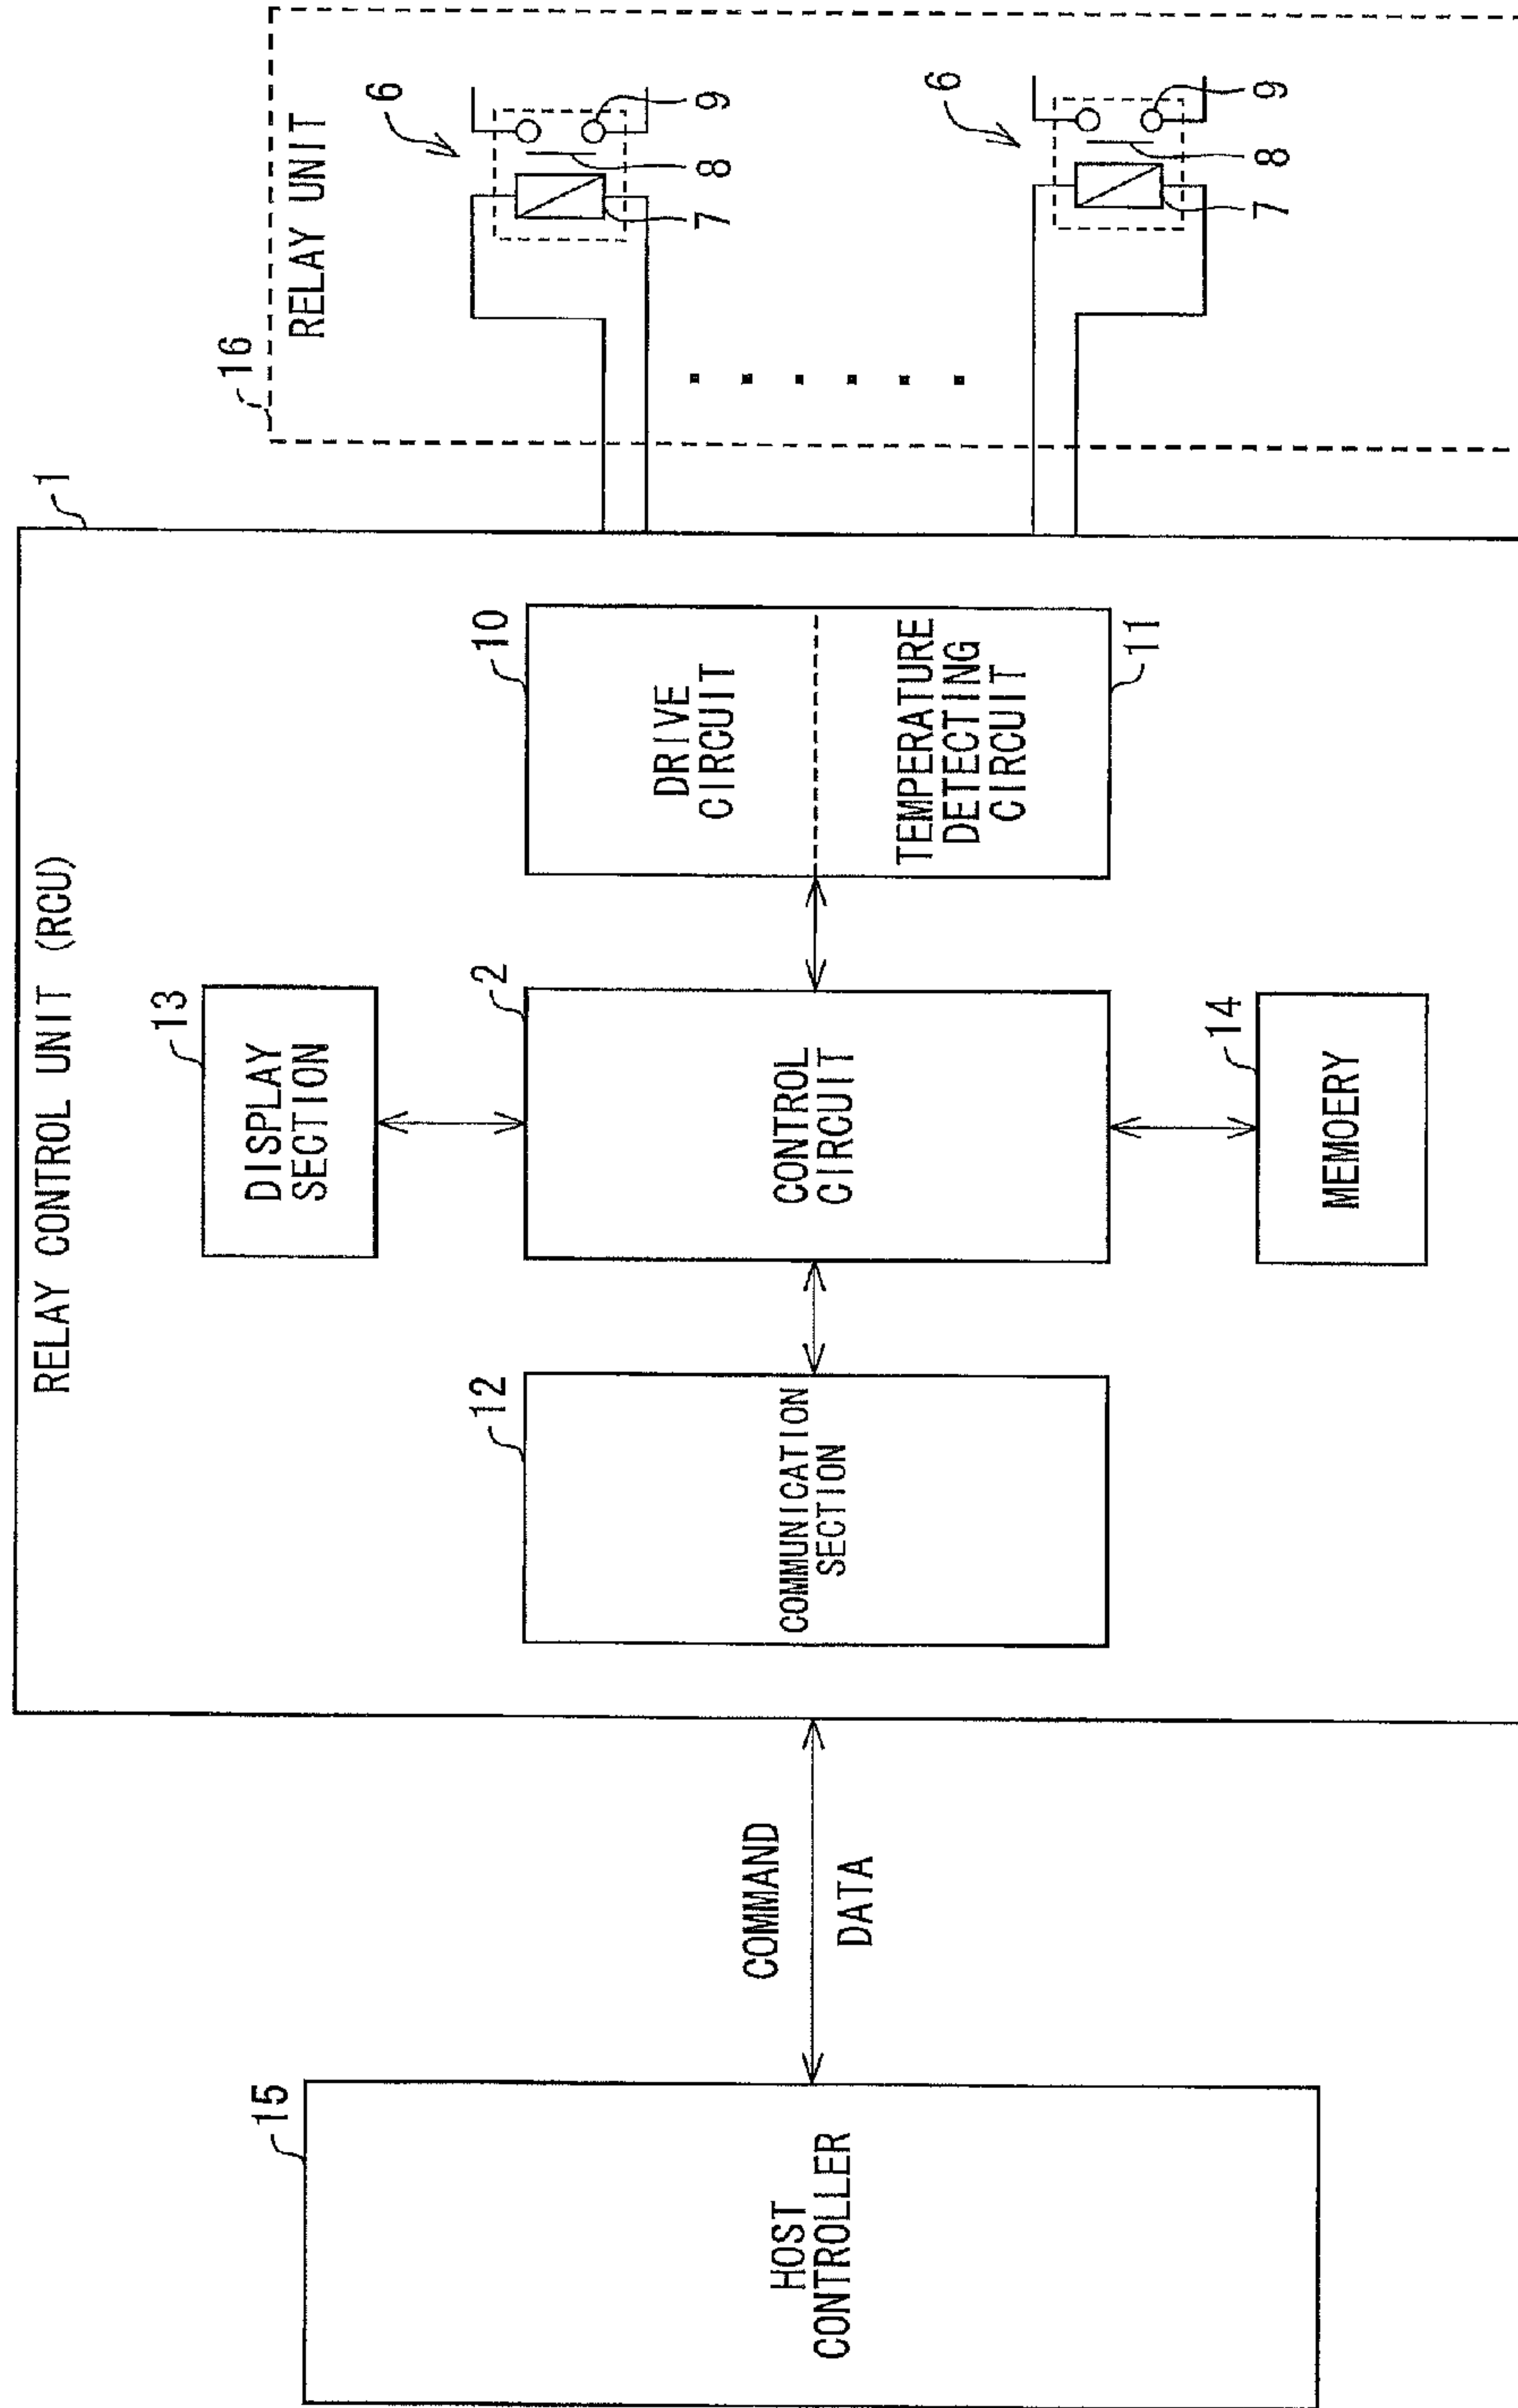 RELAY CONTROL UNIT (RCU)
1
16
RELAY UNIT
13
DISPLAY
SECTION
6
9
8
7
12
COMMUNICATION
SECTION
2
CONTROL
CIRCUIT
10
DRIVE
CIRCUIT
TEMPERATURE
DETECTING
CIRCUIT
11
15
HOST
CONTROLLER
COMMAND
DATA
6
9
8
7
14
MEMOERY